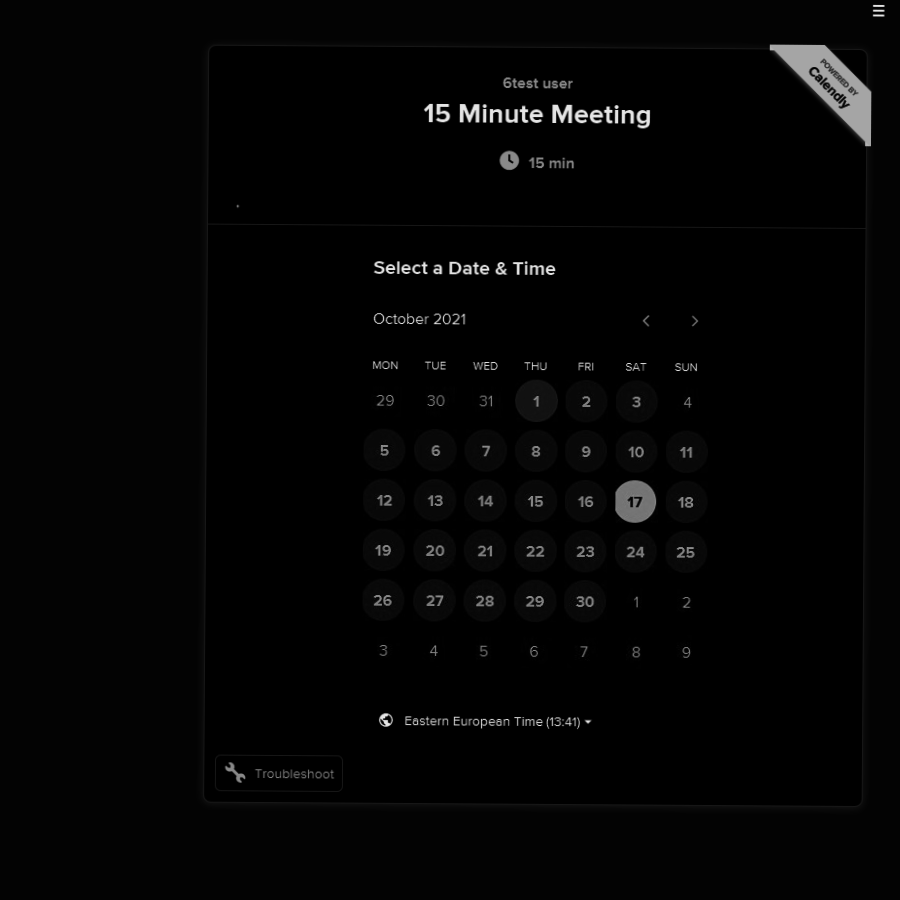 POWERED BY
Calendly
6test user
15 Minute Meeting
15 min
.
Select a Date & Time
October 2021
MON TUE WED THU FRI SAT SUN
29 30 31 1 2 3 4
5 6 7 8 9 10 11
12 13 14 15 16 17 18
19 20 21 22 23 24 25
26 27 28 29 30 1 2
3 4 5 6 7 8 9
Eastern European Time (13:41)
Troubleshoot